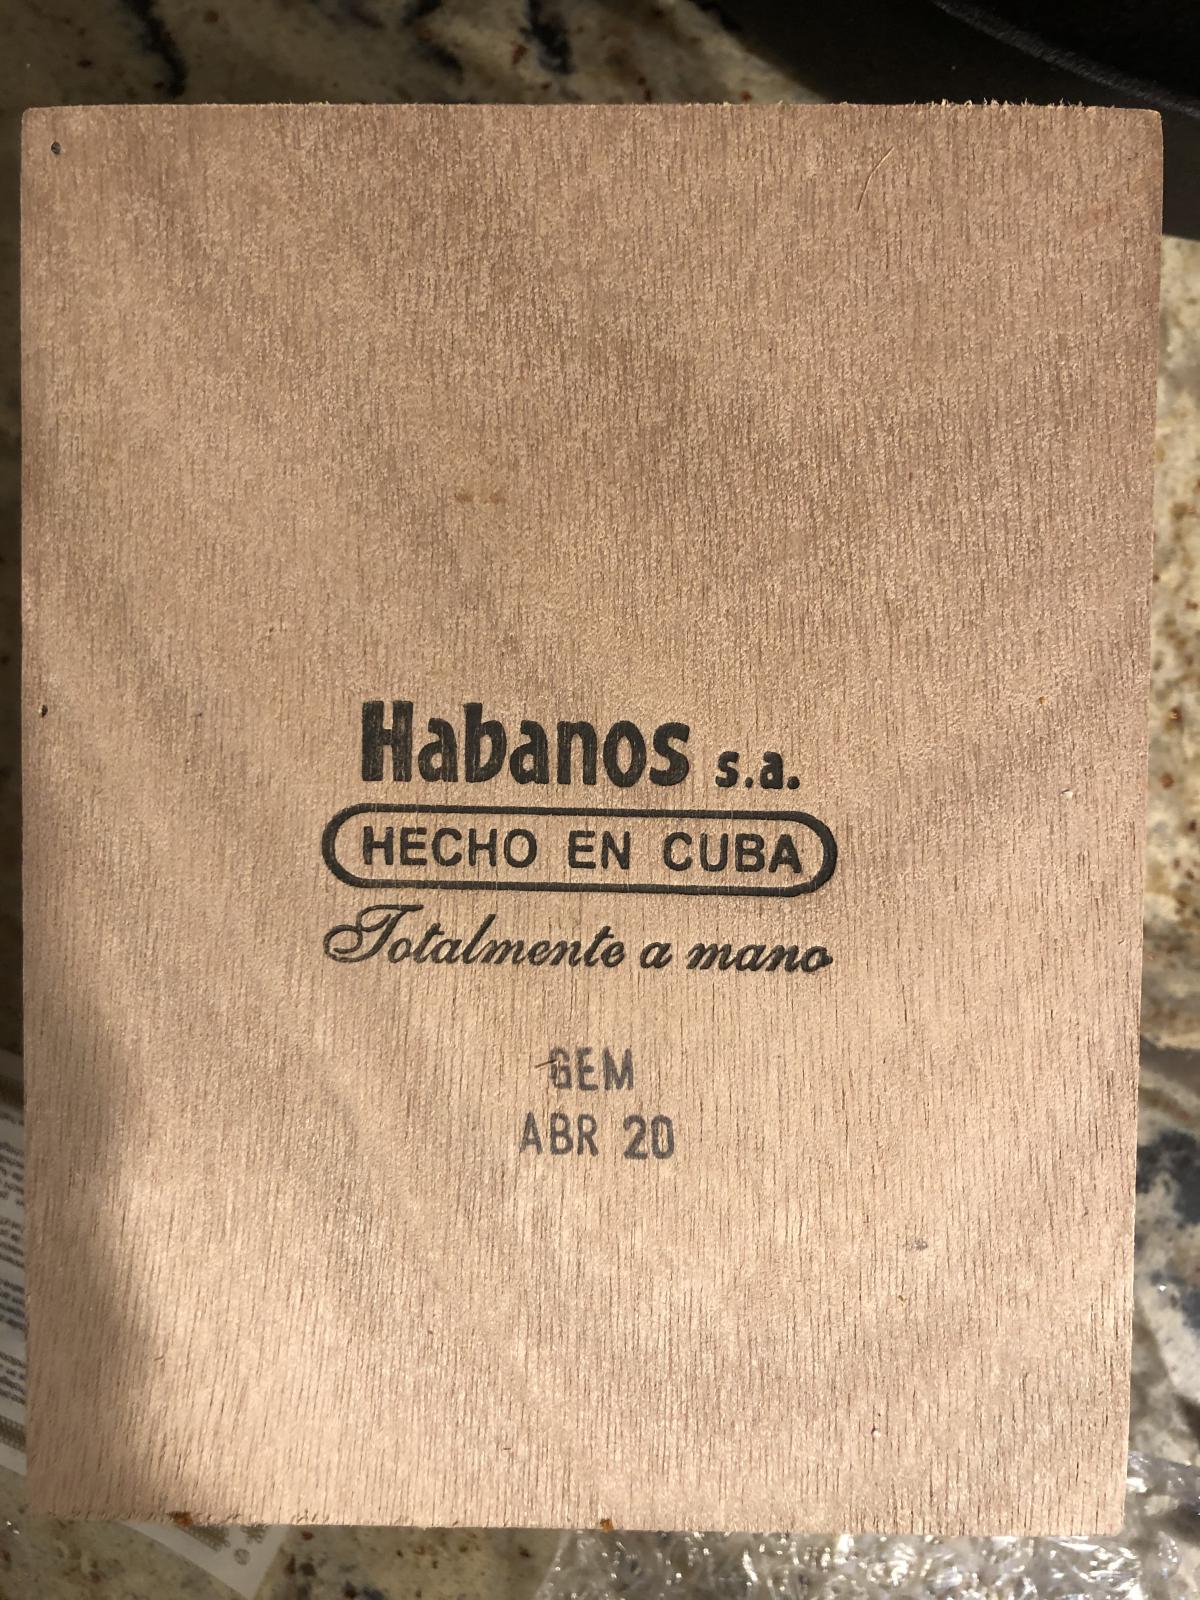 Habanos s.a.
HECHO EN CUBA
Totalmente a mano
GEM
ABR 20